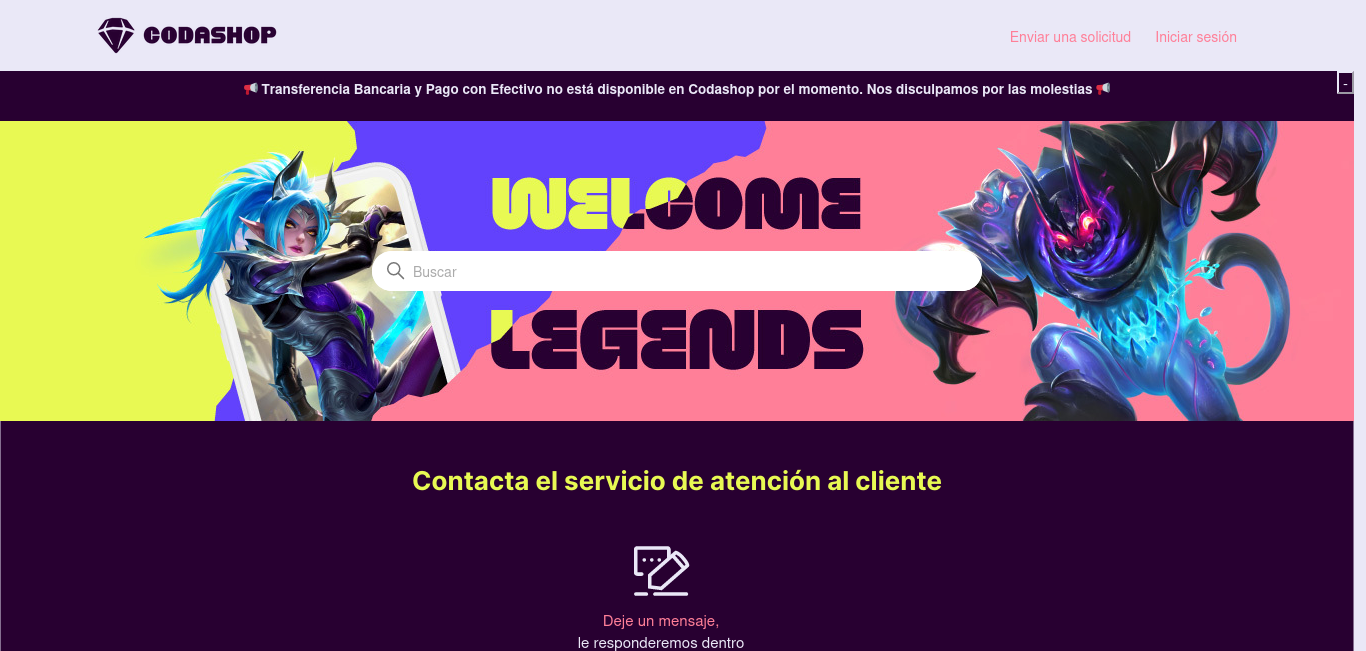 CODASHOP
Enviar una solicitud
Iniciar sesión
📢 Transferencia Bancaria y Pago con Efectivo no está disponible en Codashop por el momento. Nos disculpamos por las molestias 📢
-
WELCOME
Buscar
LEGENDS
Contacta el servicio de atención al cliente
Deje un mensaje,
le responderemos dentro